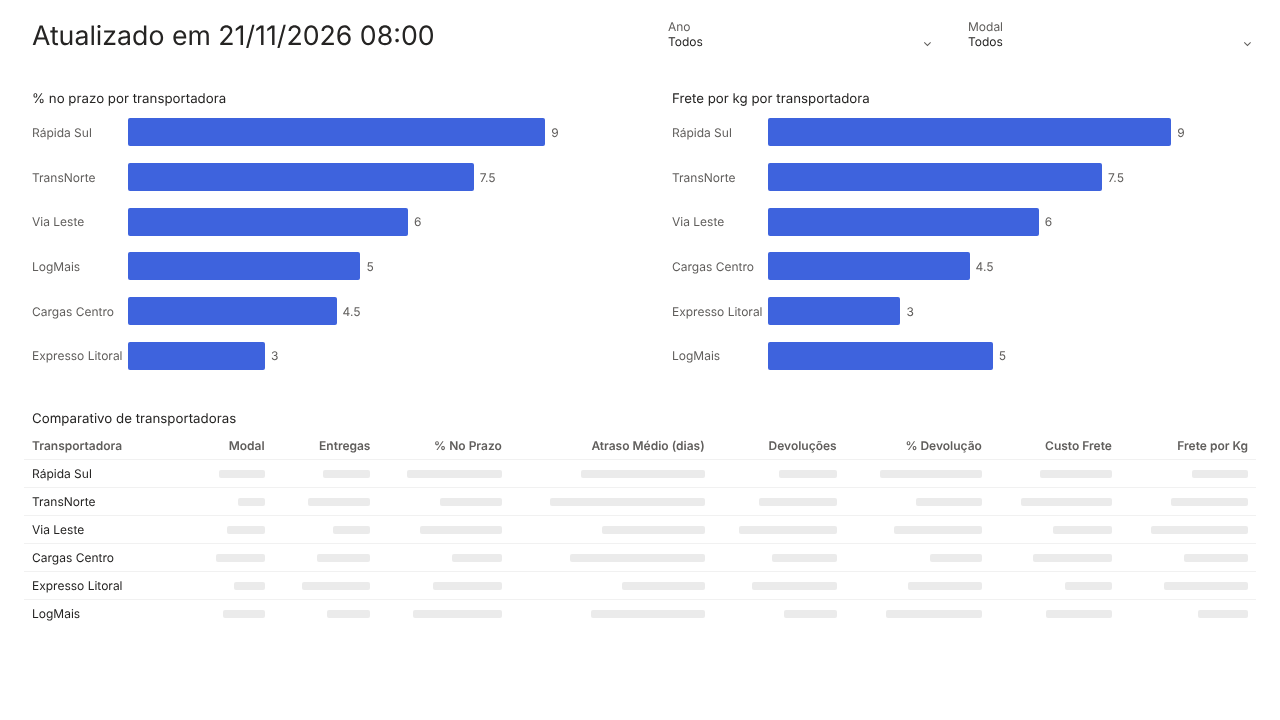 Atualizado em 21/11/2026 08:00
Ano
Todos
Modal
Todos
% no prazo por transportadora
Rápida Sul 9
TransNorte 7.5
Via Leste 6
LogMais 5
Cargas Centro 4.5
Expresso Litoral 3
Frete por kg por transportadora
Rápida Sul 9
TransNorte 7.5
Via Leste 6
Cargas Centro 4.5
Expresso Litoral 3
LogMais 5
Comparativo de transportadoras
Transportadora Modal Entregas % No Prazo Atraso Médio (dias) Devoluções % Devolução Custo Frete Frete por Kg
Rápida Sul
TransNorte
Via Leste
Cargas Centro
Expresso Litoral
LogMais